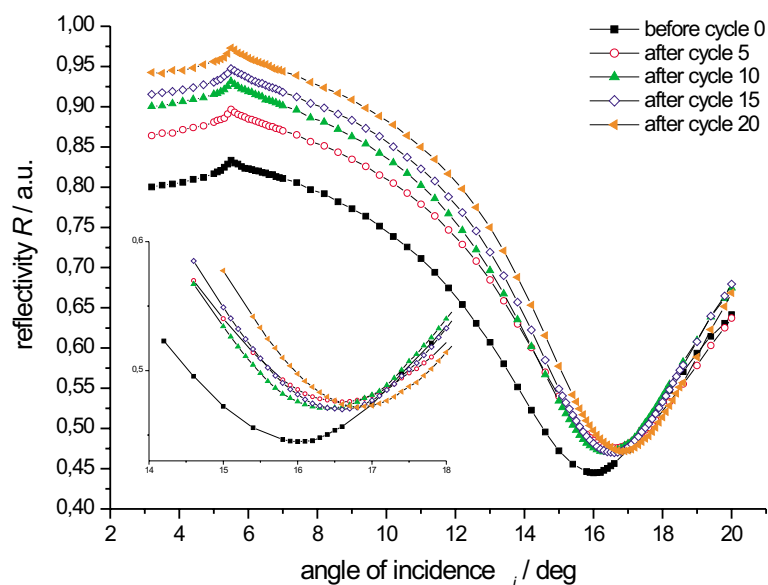 before cycle 0
after cycle 5
after cycle 10
after cycle 15
after cycle 20
reflectivity R / a.u.
1,00
0,95
0,90
0,85
0,80
0,75
0,70
0,65
0,60
0,55
0,50
0,45
0,40
0,6
0,5
14 15 16 17 18
2 4 6 8 10 12 14 16 18 20
angle of incidence i / deg